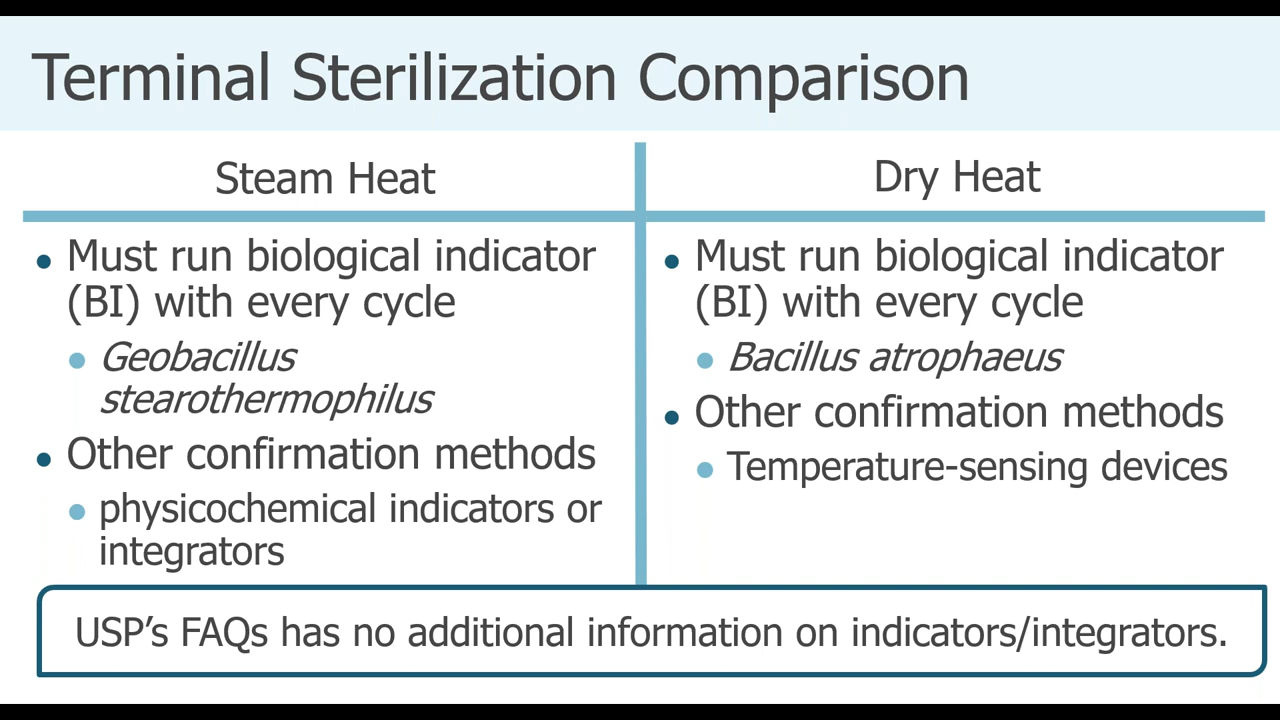 Terminal Sterilization Comparison
Steam Heat
Must run biological indicator
(BI) with every cycle
Geobacillus
stearothermophilus
Other confirmation methods
physicochemical indicators or
integrators
Dry Heat
Must run biological indicator
(BI) with every cycle
Bacillus atrophaeus
Other confirmation methods
Temperature-sensing devices
USP's FAQs has no additional information on indicators/integrators.